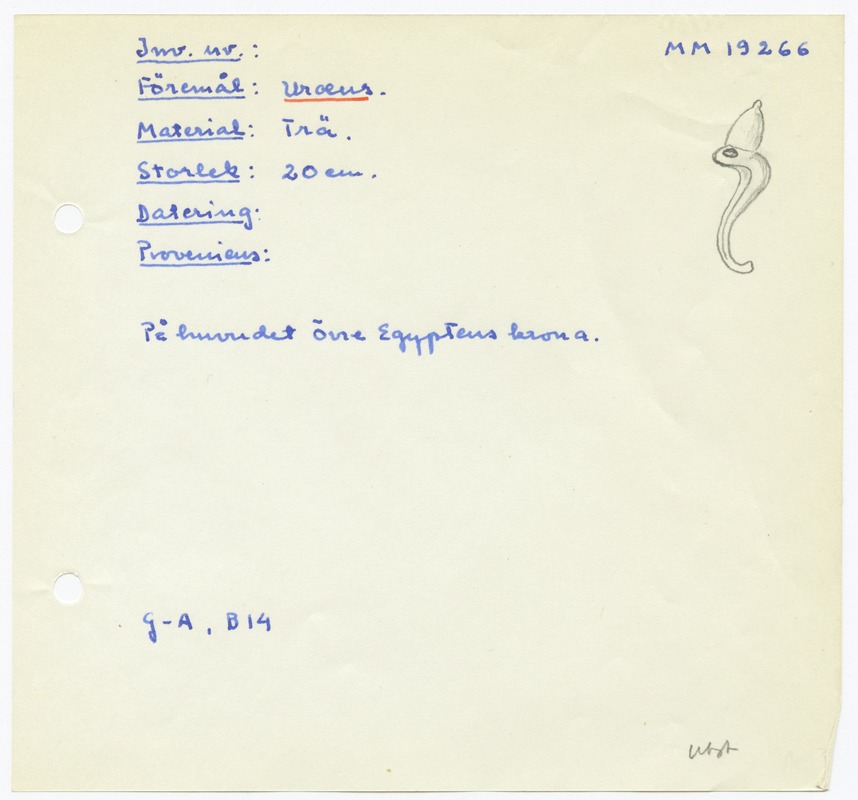 Inv. nr.: MM 19266
Föremål: Uraeus.
Material: Trä.
Storlek: 20 cm.
Datering:
Proveniens:
På huvudet övre Egyptens krona.
G-A, B14